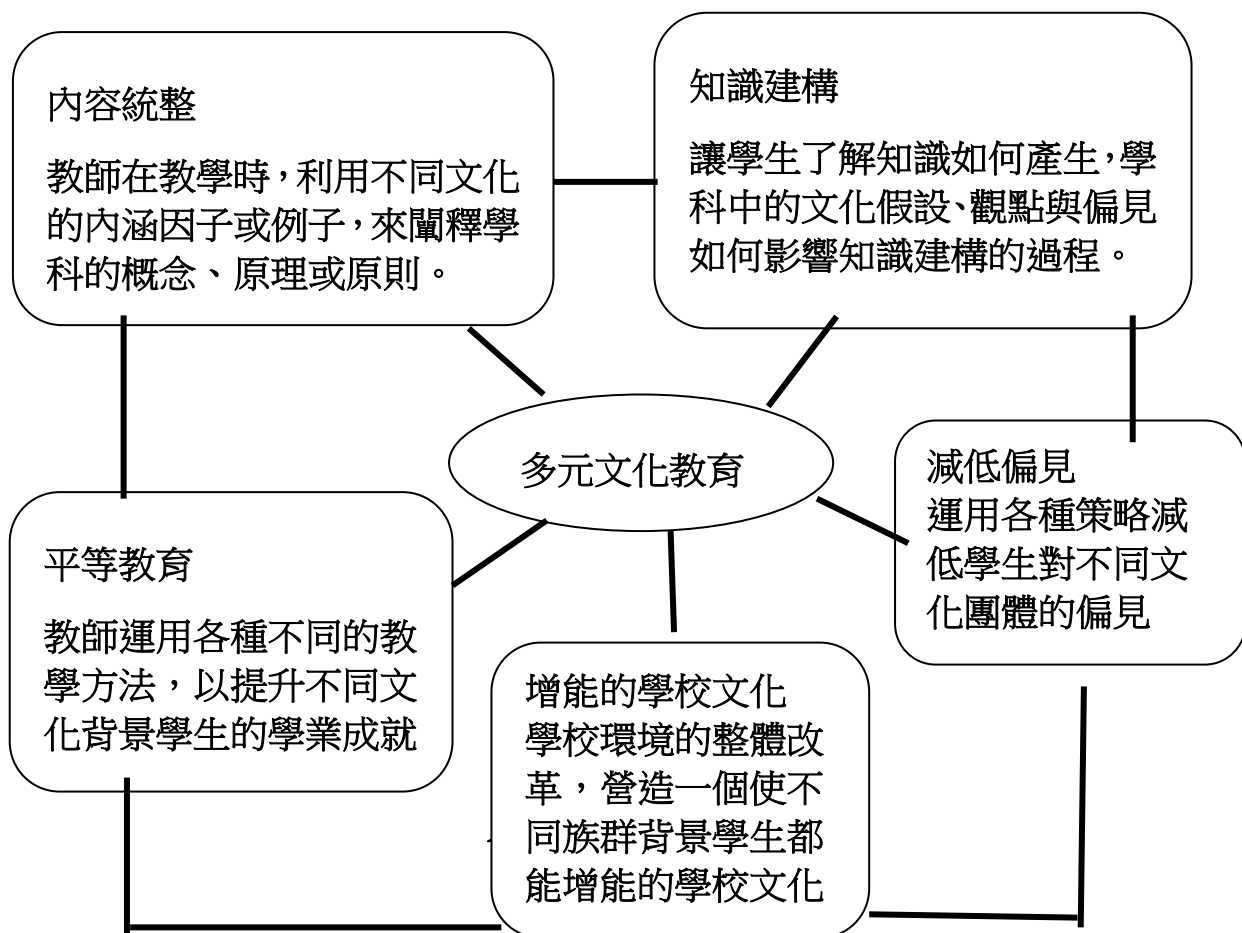 內容統整
教師在教學時，利用不同文化
的內涵因子或例子，來闡釋學
科的概念、原理或原則。
知識建構
讓學生了解知識如何產生，學
科中的文化假設、觀點與偏見
如何影響知識建構的過程。
多元文化教育
減低偏見
運用各種策略減
低學生對不同文
化團體的偏見
平等教育
教師運用各種不同的教
學方法，以提升不同文
化背景學生的學業成就
增能的學校文化
學校環境的整體改
革，營造一個使不
同族群背景學生都
能增能的學校文化